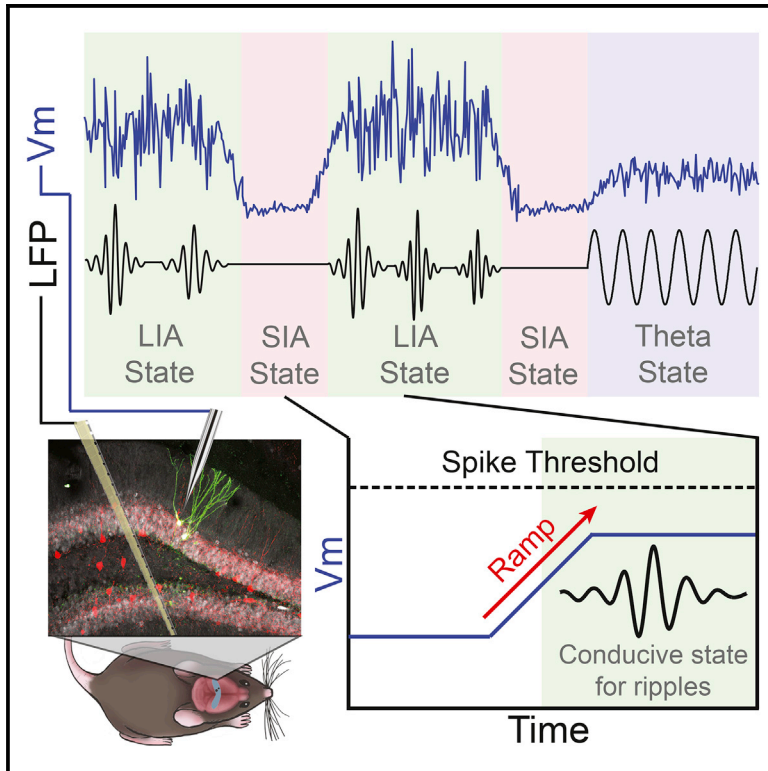 Vm
LFP
LIA
State
SIA
State
LIA
State
SIA
State
Theta
State
Spike Threshold
Ramp
Vm
Conducive state
for ripples
Time